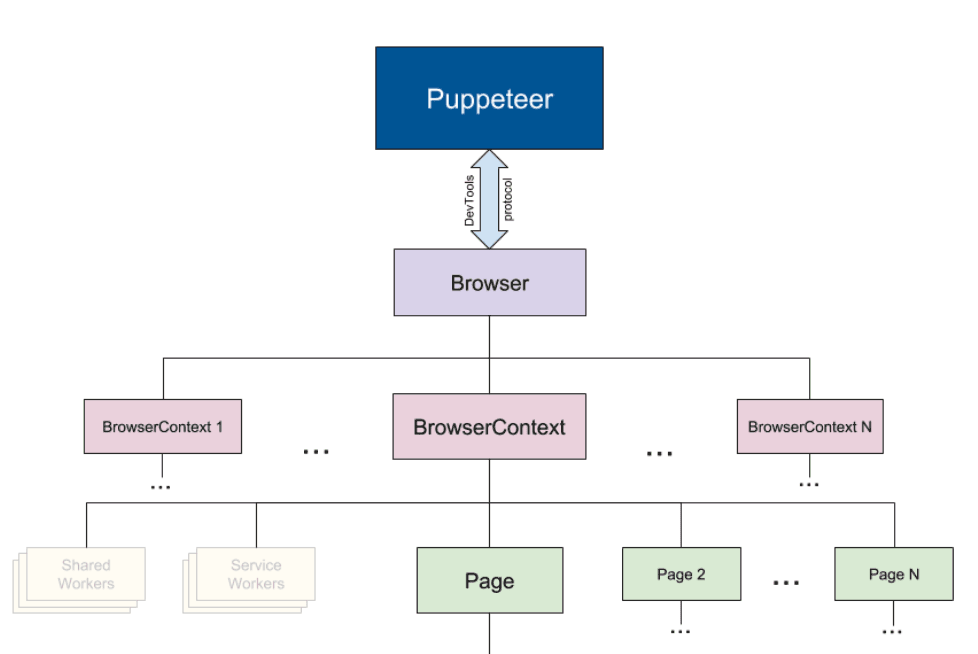 Puppeteer
DevTools
protocol
Browser
BrowserContext 1
...
BrowserContext
...
BrowserContext N
...
...
Shared
Workers
Service
Workers
Page
Page 2
...
Page N
...
...